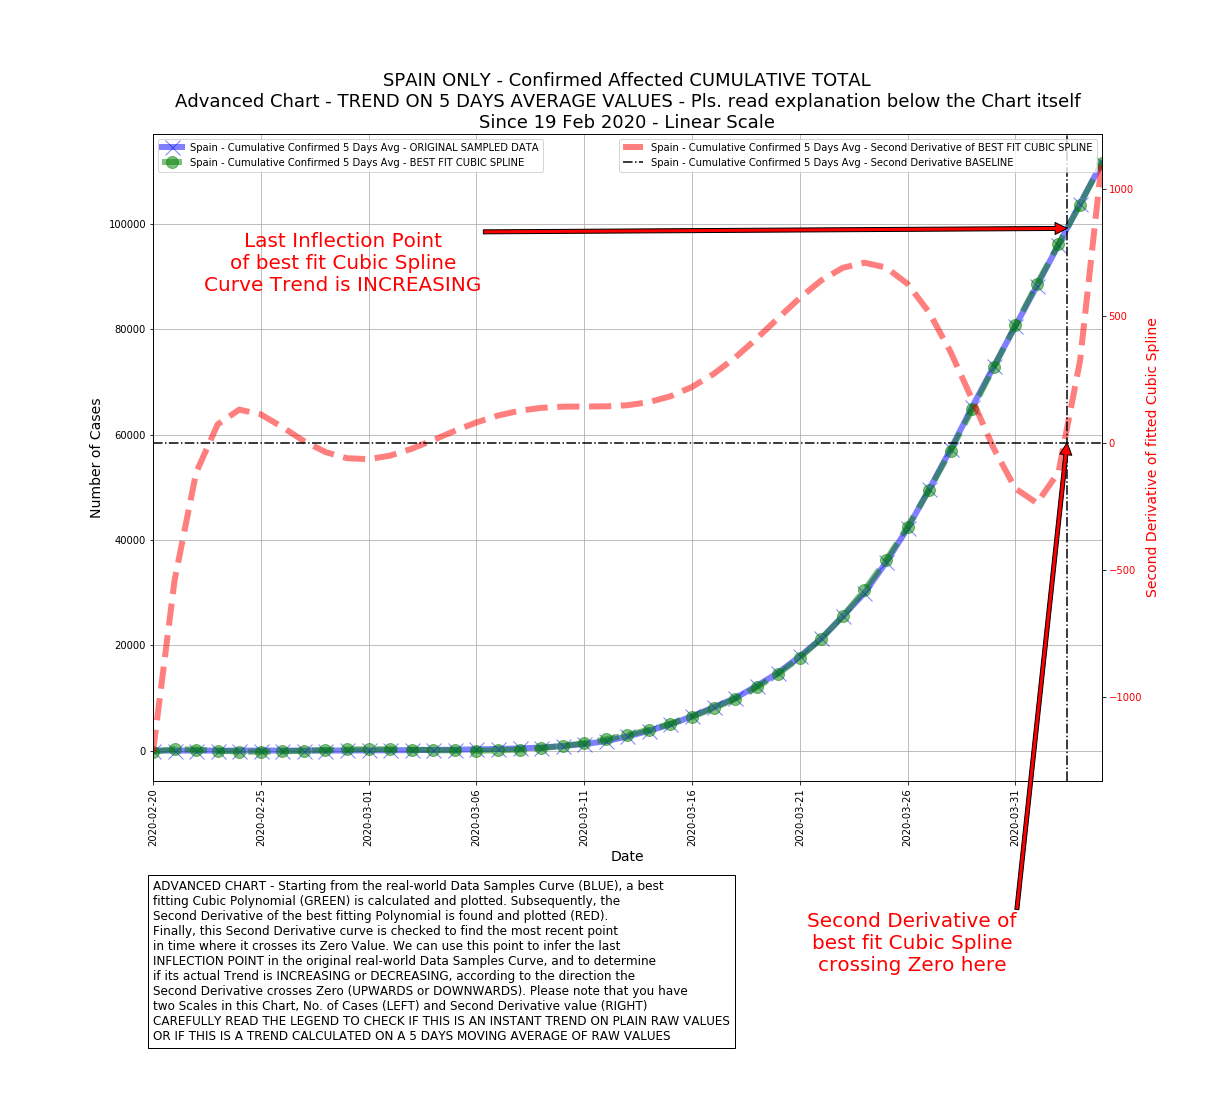 SPAIN ONLY - Confirmed Affected CUMULATIVE TOTAL
Advanced Chart - TREND ON 5 DAYS AVERAGE VALUES - Pls. read explanation below the Chart itself
Since 19 Feb 2020 - Linear Scale
Spain - Cumulative Confirmed 5 Days Avg - ORIGINAL SAMPLED DATA
Spain - Cumulative Confirmed 5 Days Avg - BEST FIT CUBIC SPLINE
Spain - Cumulative Confirmed 5 Days Avg - Second Derivative of BEST FIT CUBIC SPLINE
Spain - Cumulative Confirmed 5 Days Avg - Second Derivative BASELINE
Last Inflection Point
of best fit Cubic Spline
Curve Trend is INCREASING
Number of Cases
100000
80000
60000
40000
20000
0
1000
500
0
−500
−1000
Second Derivative of fitted Cubic Spline
2020-02-20
2020-02-25
2020-03-01
2020-03-06
2020-03-11
2020-03-16
2020-03-21
2020-03-26
2020-03-31
Date
ADVANCED CHART - Starting from the real-world Data Samples Curve (BLUE), a best
fitting Cubic Polynomial (GREEN) is calculated and plotted. Subsequently, the
Second Derivative of the best fitting Polynomial is found and plotted (RED).
Finally, this Second Derivative curve is checked to find the most recent point
in time where it crosses its Zero Value. We can use this point to infer the last
INFLECTION POINT in the original real-world Data Samples Curve, and to determine
if its actual Trend is INCREASING or DECREASING, according to the direction the
Second Derivative crosses Zero (UPWARDS or DOWNWARDS). Please note that you have
two Scales in this Chart, No. of Cases (LEFT) and Second Derivative value (RIGHT)
CAREFULLY READ THE LEGEND TO CHECK IF THIS IS AN INSTANT TREND ON PLAIN RAW VALUES
OR IF THIS IS A TREND CALCULATED ON A 5 DAYS MOVING AVERAGE OF RAW VALUES
Second Derivative of
best fit Cubic Spline
crossing Zero here